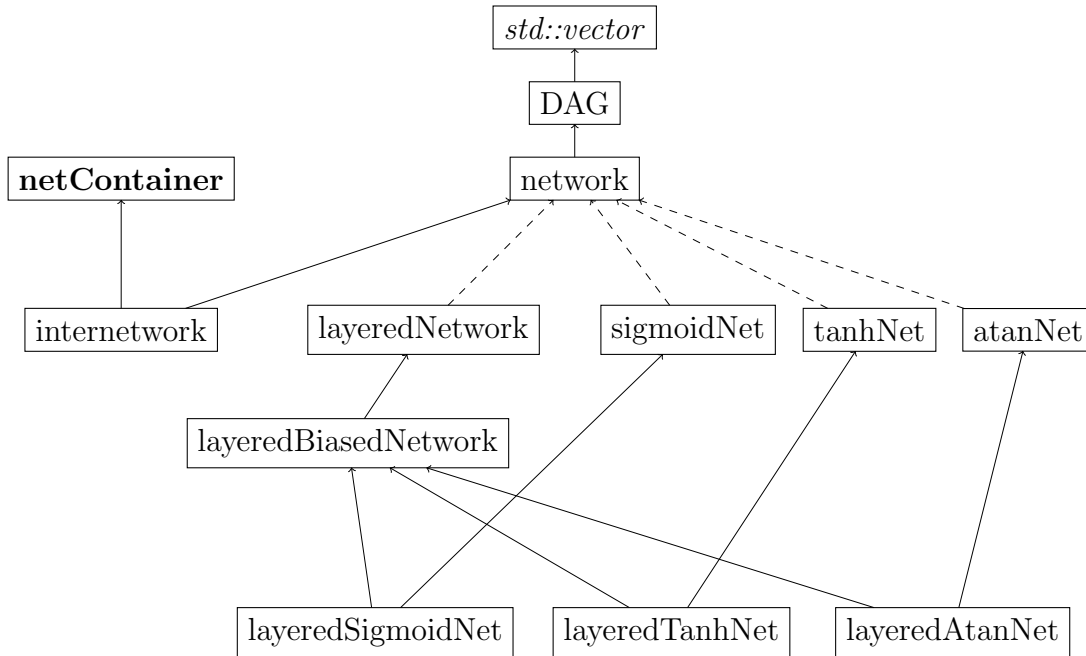 std::vector
DAG
netContainer
network
internetwork
layeredNetwork
sigmoidNet
tanhNet
atanNet
layeredBiasedNetwork
layeredSigmoidNet
layeredTanhNet
layeredAtanNet